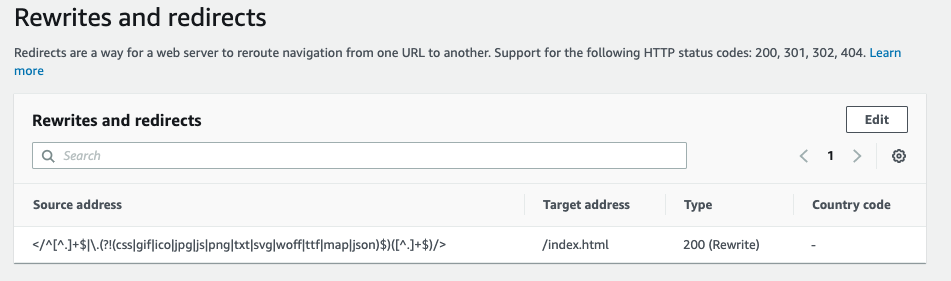 Rewrites and redirects
Redirects are a way for a web server to reroute navigation from one URL to another. Support for the following HTTP status codes: 200, 301, 302, 404. Learn
more
Rewrites and redirects
Edit
Search
1
Source address Target address Type Country code
</^[^.]+$|\.(?!(css|gif|ico|jpg|js|png|txt|svg|woff|ttf|map|json)$)([^.]+$)/> /index.html 200 (Rewrite) -